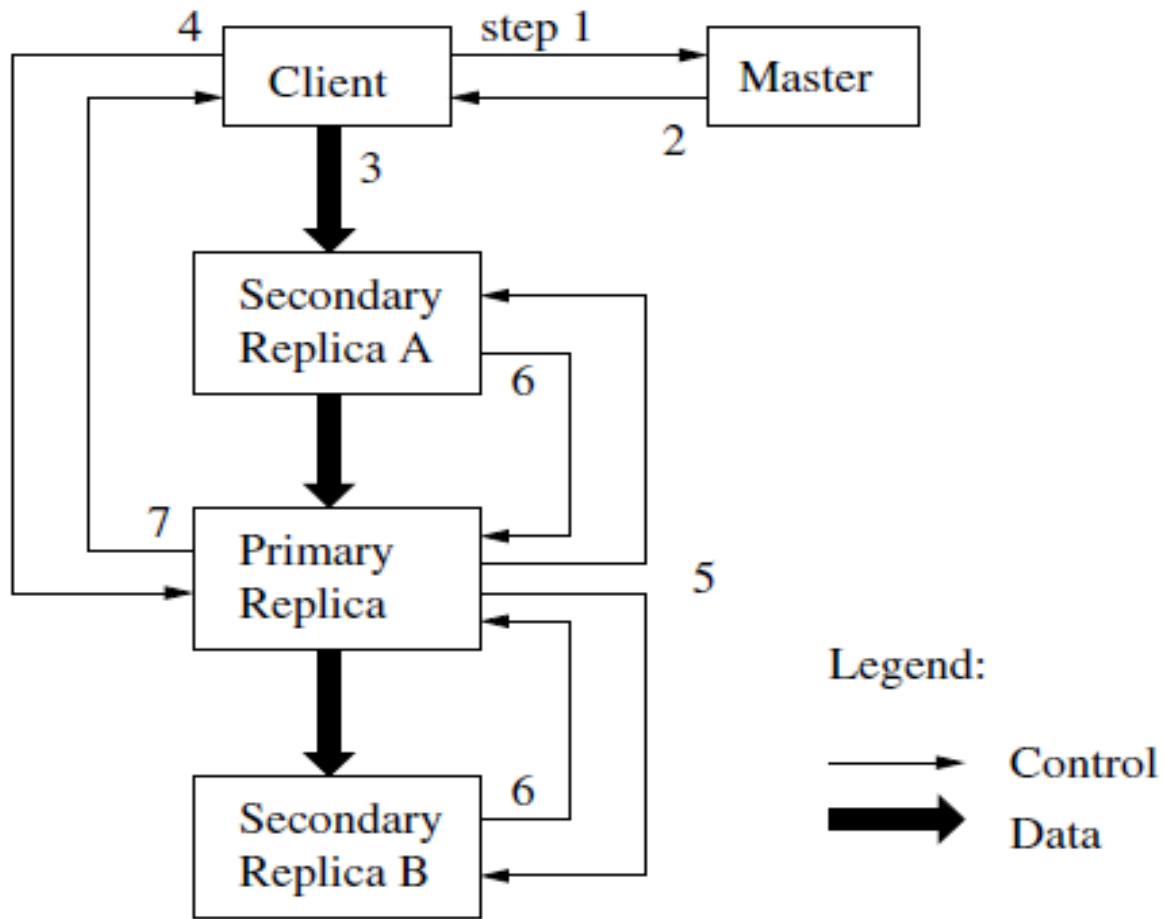 4
step 1
Client
Master
2
3
Secondary
Replica A
6
7
Primary
Replica
5
Legend:
Control
6
Secondary
Replica B
Data